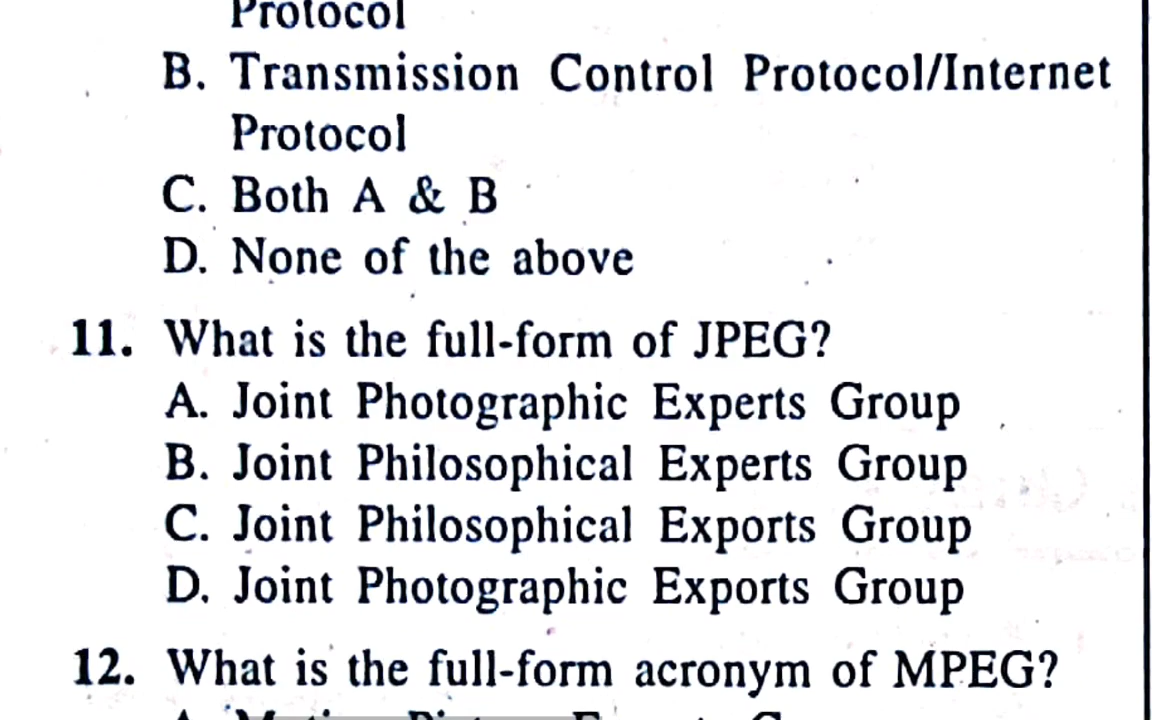 Protocol
B. Transmission Control Protocol/Internet
Protocol
C. Both A & B
D. None of the above
11. What is the full-form of JPEG?
A. Joint Photographic Experts Group
B. Joint Philosophical Experts Group
C. Joint Philosophical Exports Group
D. Joint Photographic Exports Group
12. What is the full-form acronym of MPEG?